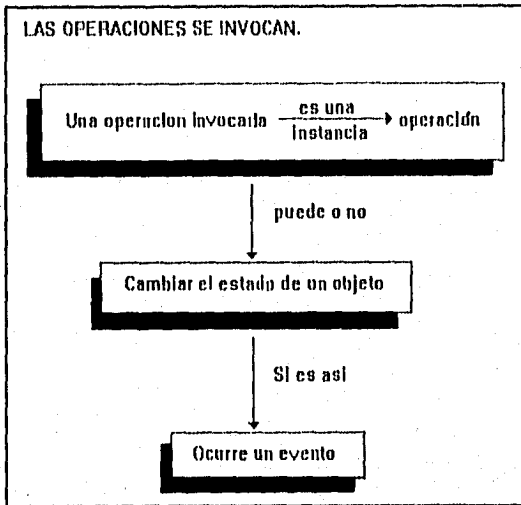 LAS OPERACIONES SE INVOCAN.
Una operacion invocada es una instancia operación
puede o no
Cambiar el estado de un objeto
Si es asi
Ocurre un evento